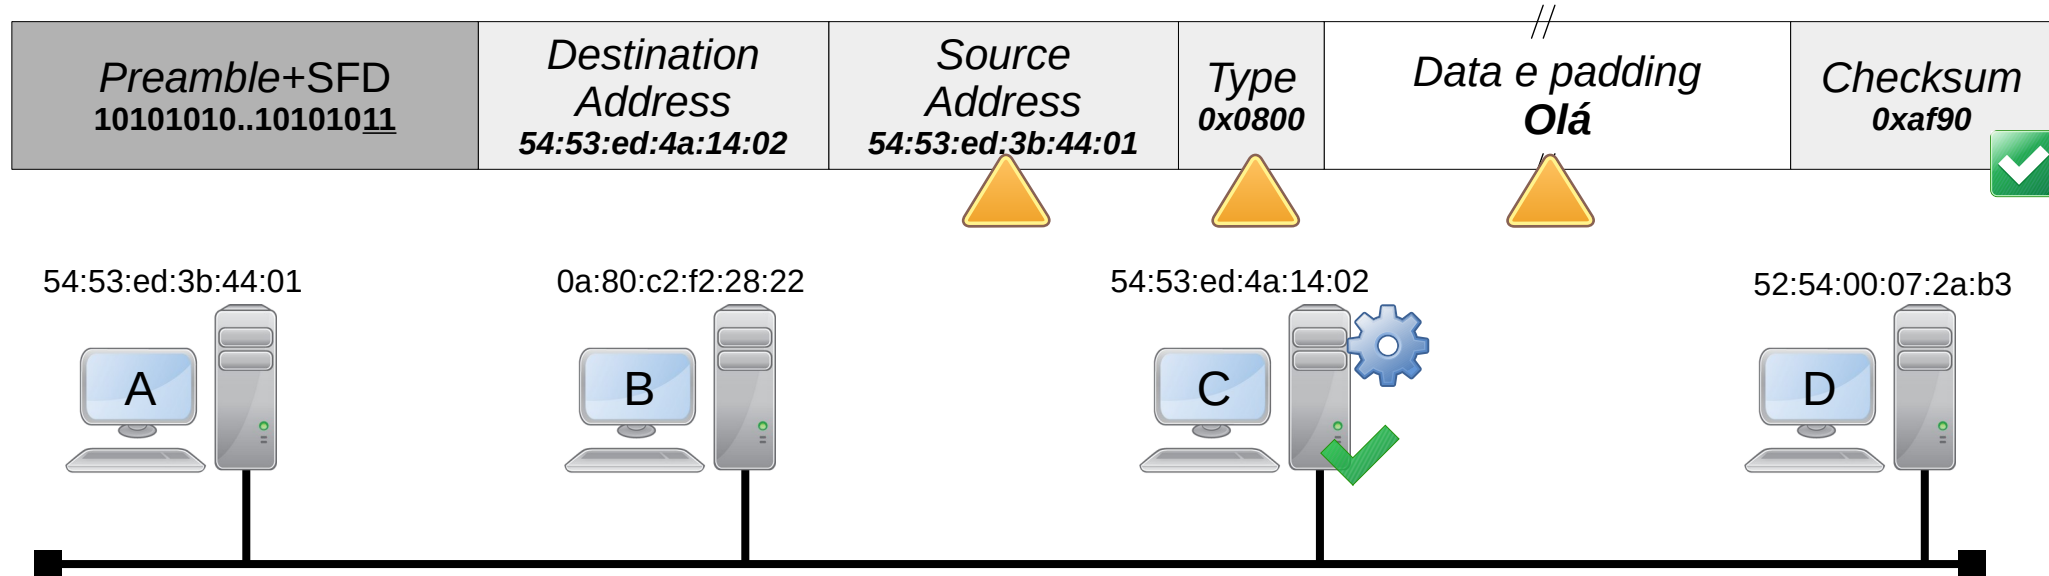 Preamble+SFD
10101010..10101011
Destination
Address
54:53:ed:4a:14:02
Source
Address
54:53:ed:3b:44:01
Type
0x0800
Data e padding
Olá
Checksum
0xaf90
54:53:ed:3b:44:01
0a:80:c2:f2:28:22
54:53:ed:4a:14:02
52:54:00:07:2a:b3
A
B
C
D